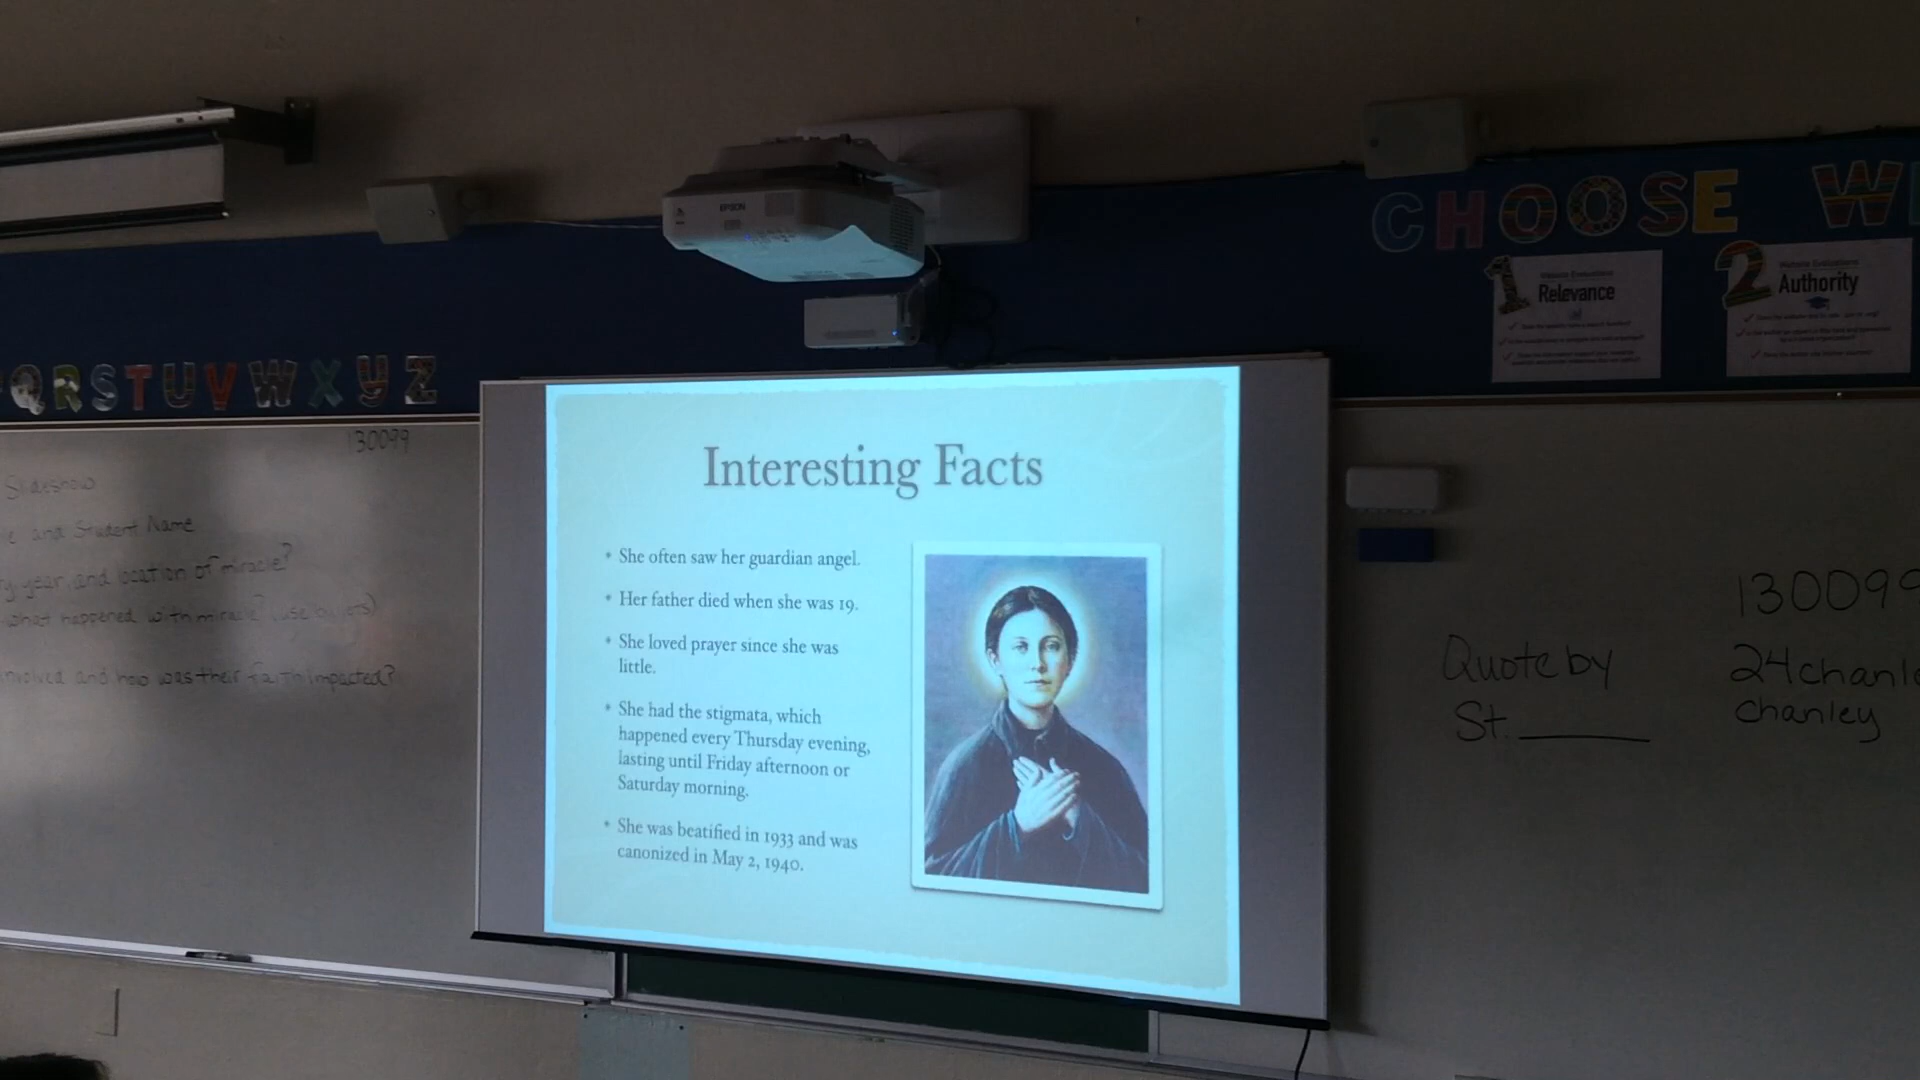 EPSON
CHOOSE W
1
Relevance
2
Authority
Q R S T U V W X Y Z
130099
Slideshow
and Student Name
year, and location of miracle?
what happened with miracle?
involved and how was their faith impacted?
Interesting Facts
* She often saw her guardian angel.
* Her father died when she was 19.
* She loved prayer since she was
little.
* She had the stigmata, which
happened every Thursday evening,
lasting until Friday afternoon or
Saturday morning.
* She was beatified in 1933 and was
canonized in May 2, 1940.
Quote by
St. ______
130099
24chanle
chanley